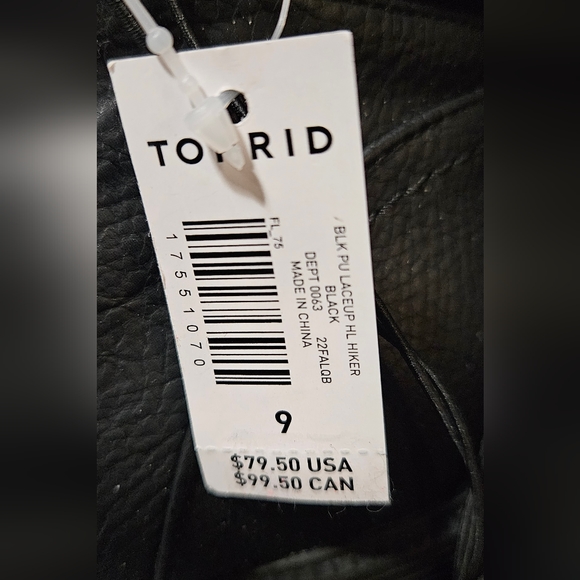 TORRID
FL_75
17551070
/ BLK PU LACEUP HL HIKER
BLACK
DEPT 0063 22FALQB
MADE IN CHINA
9
$79.50 USA
$99.50 CAN